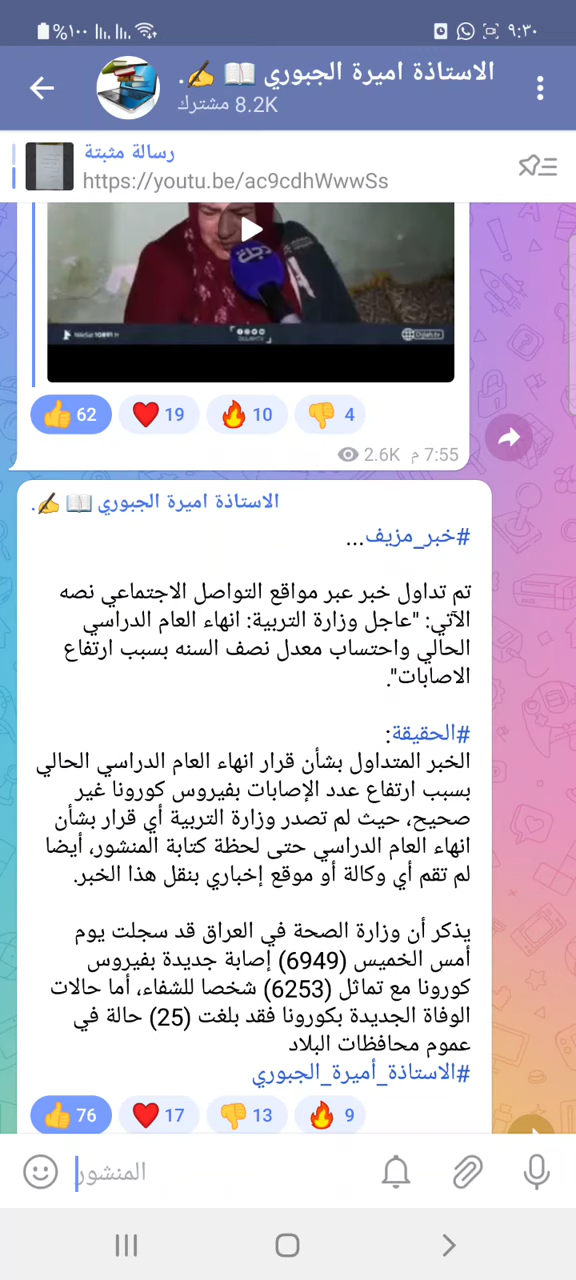 %١٠٠ ٩:٣٠
الاستاذة اميرة الجبوري 📖 ✍️.
8.2K مشترك
رسالة مثبتة
https://youtu.be/ac9cdhWwwSs
دجلة
DIJLAHTV
Dijlah.tv
62 19 10 4
2.6K 7:55 م
الاستاذة اميرة الجبوري 📖 ✍️.
#خبر_مزيف...
تم تداول خبر عبر مواقع التواصل الاجتماعي نصه
الآتي: "عاجل وزارة التربية: انهاء العام الدراسي
الحالي واحتساب معدل نصف السنه بسبب ارتفاع
الاصابات".
#الحقيقة:
الخبر المتداول بشأن قرار انهاء العام الدراسي الحالي
بسبب ارتفاع عدد الإصابات بفيروس كورونا غير
صحيح، حيث لم تصدر وزارة التربية أي قرار بشأن
انهاء العام الدراسي حتى لحظة كتابة المنشور، أيضا
لم تقم أي وكالة أو موقع إخباري بنقل هذا الخبر.
يذكر أن وزارة الصحة في العراق قد سجلت يوم
أمس الخميس (6949) إصابة جديدة بفيروس
كورونا مع تماثل (6253) شخصا للشفاء، أما حالات
الوفاة الجديدة بكورونا فقد بلغت (25) حالة في
عموم محافظات البلاد
#الاستاذة_أميرة_الجبوري
76 17 13 9
المنشور